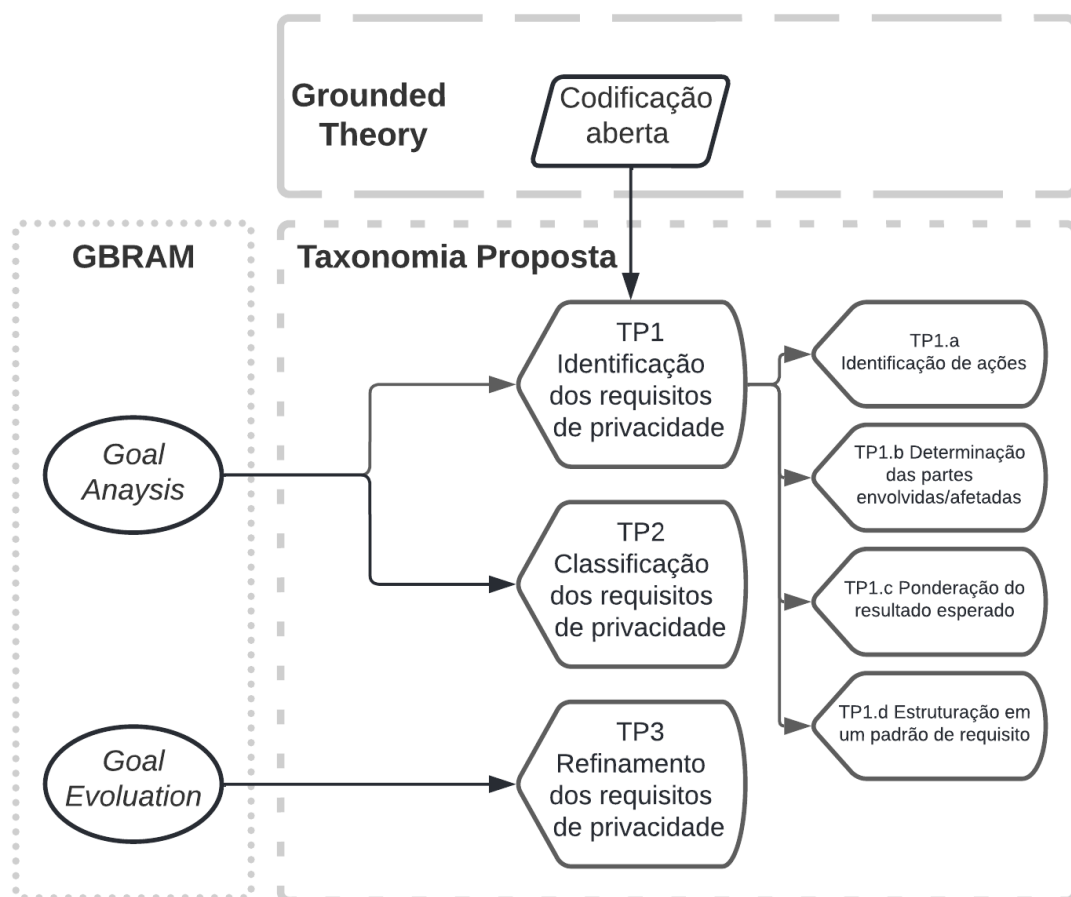 Grounded
Theory
Codificação
aberta
GBRAM
Taxonomia Proposta
Goal
Anaysis
Goal
Evoluation
TP1
Identificação
dos requisitos
de privacidade
TP2
Classificação
dos requisitos
de privacidade
TP3
Refinamento
dos requisitos
de privacidade
TP1.a
Identificação de ações
TP1.b Determinação
das partes
envolvidas/afetadas
TP1.c Ponderação do
resultado esperado
TP1.d Estruturação em
um padrão de requisito